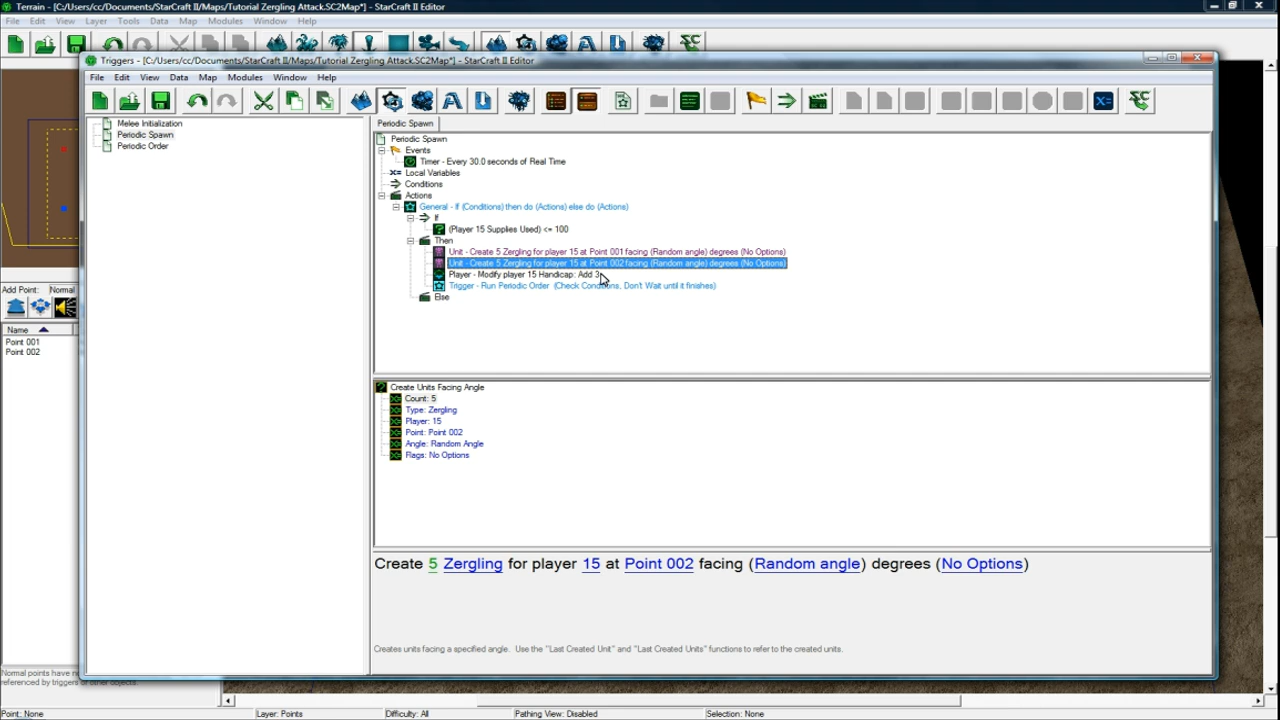 Terrain - [C:/Users/cc/Documents/StarCraft II/Maps/Tutorial Zergling Attack.SC2Map*] - StarCraft II Editor
File Edit View Layer Tools Data Map Modules Window Help
Triggers - [C:/Users/cc/Documents/StarCraft II/Maps/Tutorial Zergling Attack.SC2Map*] - StarCraft II Editor
File Edit View Data Map Modules Window Help
Melee Initialization
Periodic Spawn
Periodic Order
Periodic Spawn
Periodic Spawn
Events
Timer - Every 30.0 seconds of Real Time
Local Variables
Conditions
Actions
General - If (Conditions) then do (Actions) else do (Actions)
If
(Player 15 Supplies Used) <= 100
Then
Unit - Create 5 Zergling for player 15 at Point 001 facing (Random angle) degrees (No Options)
Unit - Create 5 Zergling for player 15 at Point 002 facing (Random angle) degrees (No Options)
Player - Modify player 15 Handicap: Add 3
Trigger - Run Periodic Order (Check Conditions, Don't Wait until it finishes)
Else
Add Point: Normal
Name
Point 001
Point 002
Create Units Facing Angle
Count: 5
Type: Zergling
Player: 15
Point: Point 002
Angle: Random Angle
Flags: No Options
Create 5 Zergling for player 15 at Point 002 facing (Random angle) degrees (No Options)
Creates units facing a specified angle. Use the "Last Created Unit" and "Last Created Units" functions to refer to the created units.
Normal points have
referenced by triggers or other objects.
Point: None Layer: Points Difficulty: All Pathing View: Disabled Selection: None